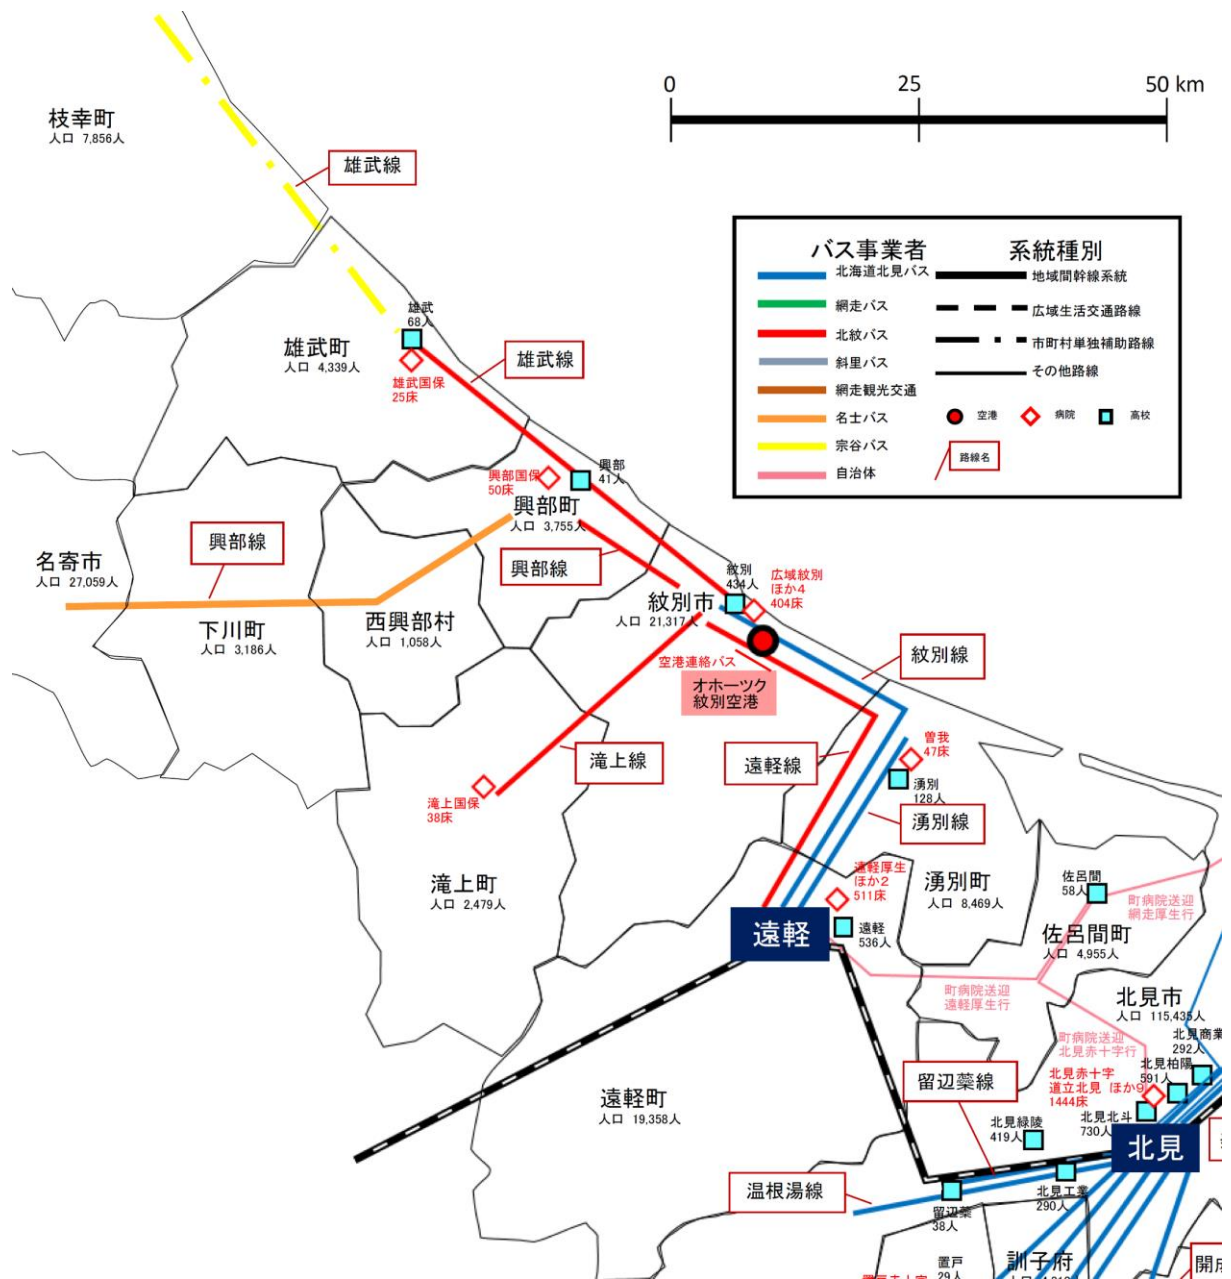 0 25 50 km
枝幸町
人口 7,856人
雄武線
バス事業者
北海道北見バス
網走バス
北紋バス
斜里バス
網走観光交通
名士バス
宗谷バス
自治体
系統種別
地域間幹線系統
広域生活交通路線
市町村単独補助路線
その他路線
空港
病院
高校
路線名
雄武
68人
雄武町
人口 4,339人
雄武国保
25床
雄武線
興部国保
50床
興部
41人
興部町
人口 3,755人
興部線
名寄市
人口 27,059人
興部線
下川町
人口 3,186人
西興部村
人口 1,058人
紋別
434人
広域紋別
ほか4
404床
紋別市
人口 21,317人
空港連絡バス
オホーツク
紋別空港
紋別線
滝上線
遠軽線
曽我
47床
湧別
128人
湧別線
滝上国保
38床
滝上町
人口 2,479人
遠軽厚生
ほか2
511床
遠軽
遠軽
536人
湧別町
人口 8,469人
佐呂間
58人
町病院送迎
網走厚生行
佐呂間町
人口 4,955人
町病院送迎
遠軽厚生行
北見市
人口 115,435人
町病院送迎
北見赤十字行
北見商業
292人
北見柏陽
591人
北見赤十字
道立北見 ほか9
1444床
北見北斗
730人
北見緑陵
419人
留辺蘂線
遠軽町
人口 19,358人
北見
温根湯線
留辺蘂
38人
北見工業
290人
置戸
29人
訓子府